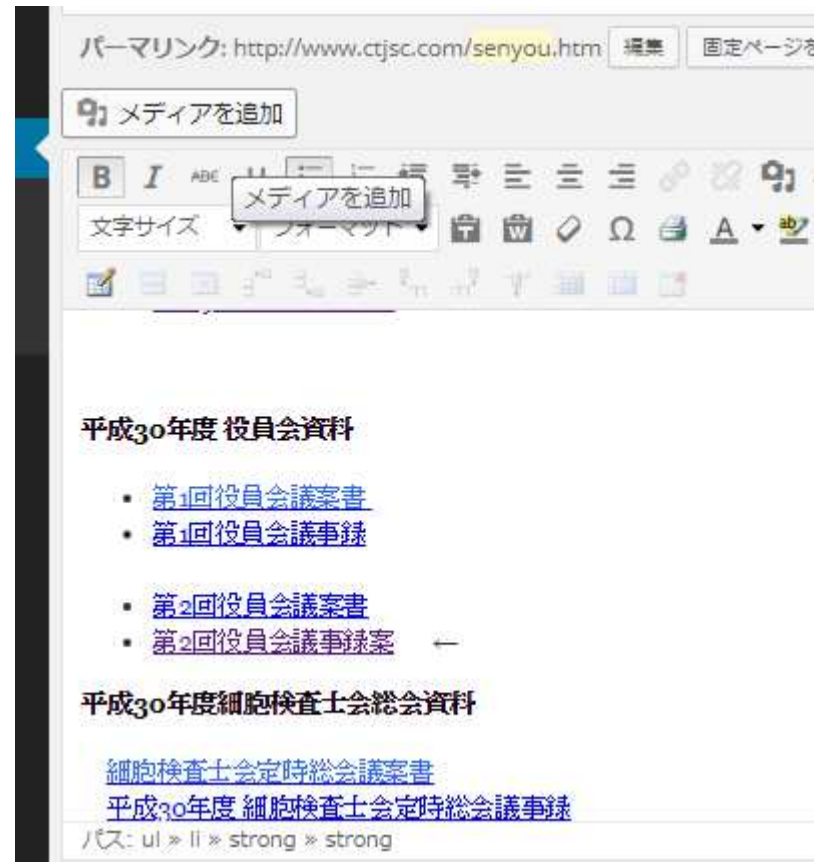 パーマリンク: http://www.ctjsc.com/senyou.htm 編集 固定ページを
メディアを追加
B I ABC U
メディアを追加
文字サイズ フォーマット T W Ω A ab
平成30年度 役員会資料
• 第1回役員会議案書
• 第1回役員会議事録
• 第2回役員会議案書
• 第2回役員会議事録案 ←
平成30年度細胞検査士会総会資料
細胞検査士会定時総会議案書
平成30年度 細胞検査士会定時総会議事録
パス: ul » li » strong » strong